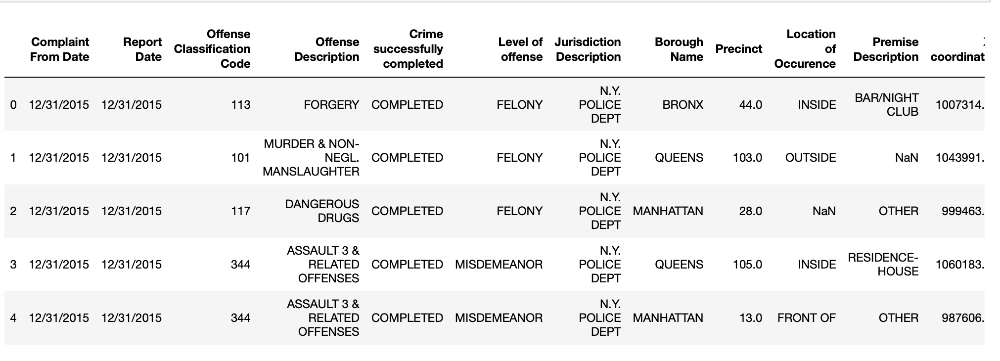 Complaint From Date Report Date Offense Classification Code Offense Description Crime successfully completed Level of offense Jurisdiction Description Borough Name Precinct Location of Occurence Premise Description
0 12/31/2015 12/31/2015 113 FORGERY COMPLETED FELONY N.Y. POLICE DEPT BRONX 44.0 INSIDE BAR/NIGHT CLUB 1007314.
1 12/31/2015 12/31/2015 101 MURDER & NON-NEGL. MANSLAUGHTER COMPLETED FELONY N.Y. POLICE DEPT QUEENS 103.0 OUTSIDE NaN 1043991.
2 12/31/2015 12/31/2015 117 DANGEROUS DRUGS COMPLETED FELONY N.Y. POLICE DEPT MANHATTAN 28.0 NaN OTHER 999463.
3 12/31/2015 12/31/2015 344 ASSAULT 3 & RELATED OFFENSES COMPLETED MISDEMEANOR N.Y. POLICE DEPT QUEENS 105.0 INSIDE RESIDENCE-HOUSE 1060183.
4 12/31/2015 12/31/2015 344 ASSAULT 3 & RELATED OFFENSES COMPLETED MISDEMEANOR N.Y. POLICE DEPT MANHATTAN 13.0 FRONT OF OTHER 987606.